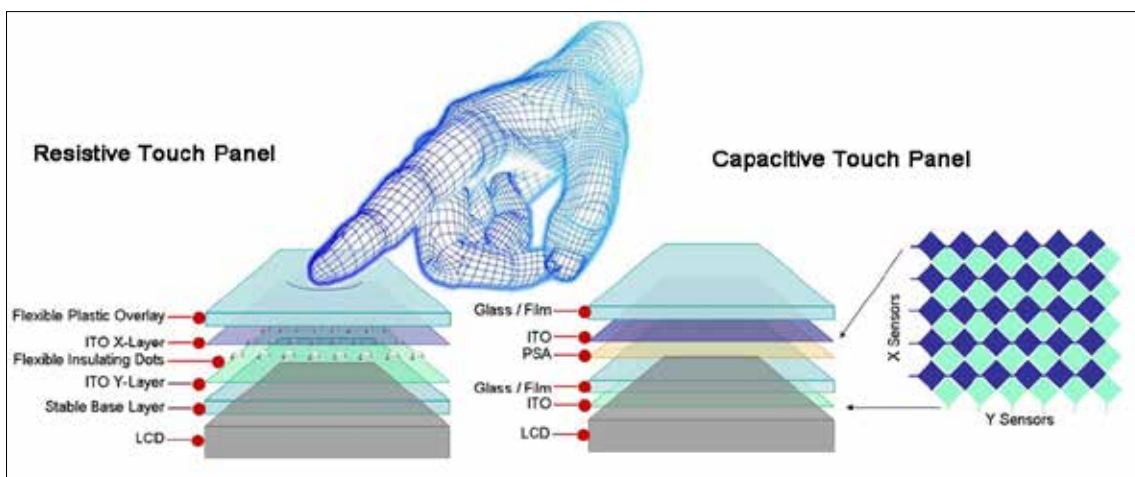 Resistive Touch Panel
Flexible Plastic Overlay
ITO X-Layer
Flexible Insulating Dots
ITO Y-Layer
Stable Base Layer
LCD
Capacitive Touch Panel
Glass / Film
ITO
PSA
Glass / Film
ITO
LCD
X Sensors
Y Sensors